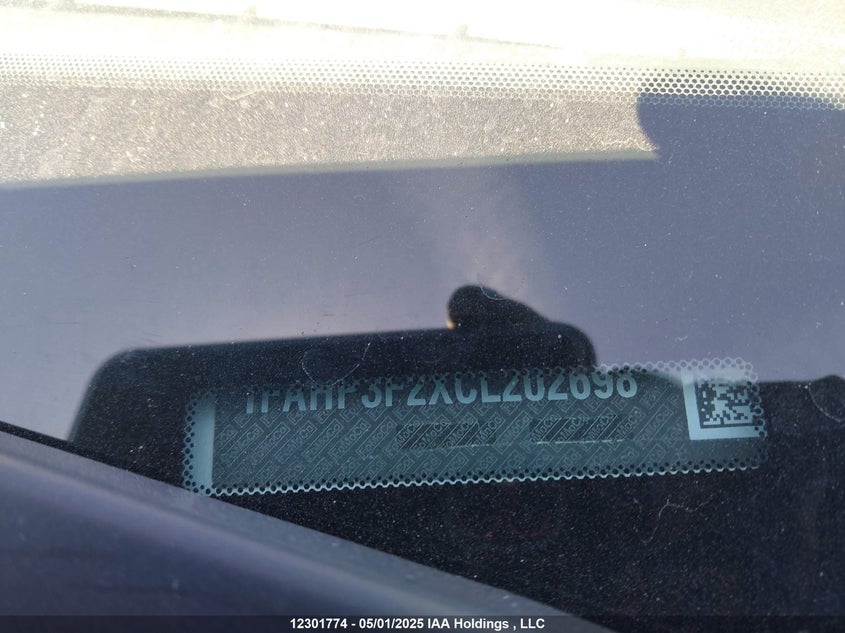 1FAHP3F2XCL202698
12301774 - 05/01/2025 IAA Holdings , LLC